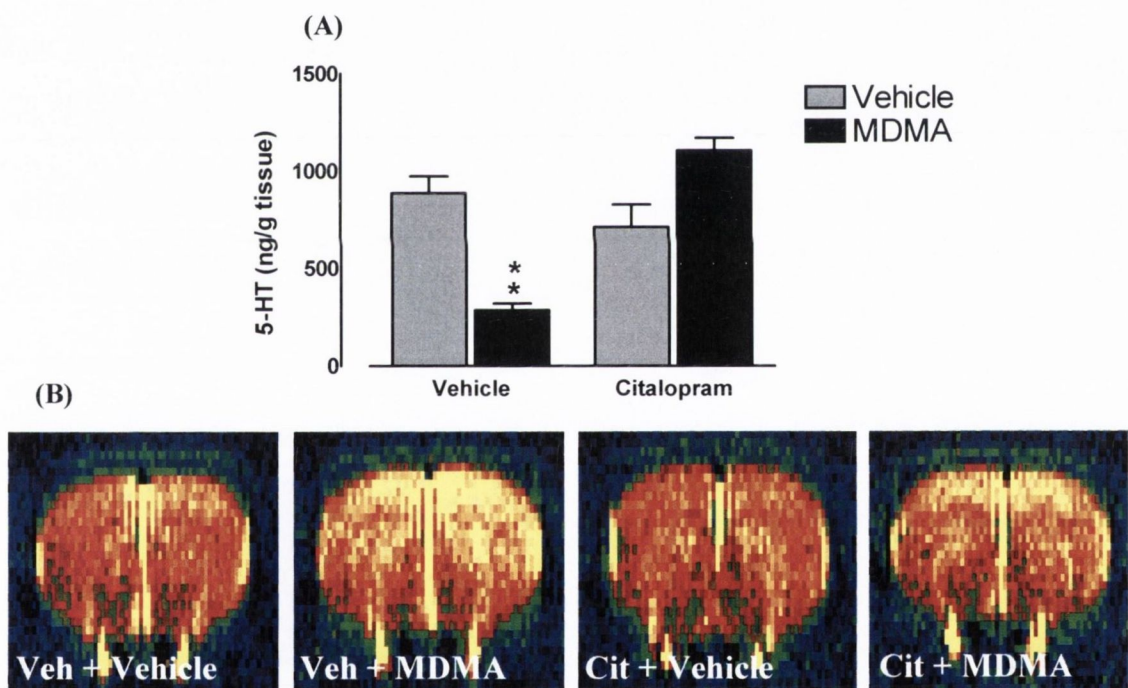 (A)
1500
1000
500
0
5-HT (ng/g tissue)
Vehicle
MDMA
*
*
Vehicle
Citalopram
(B)
Veh + Vehicle
Veh + MDMA
Cit + Vehicle
Cit + MDMA